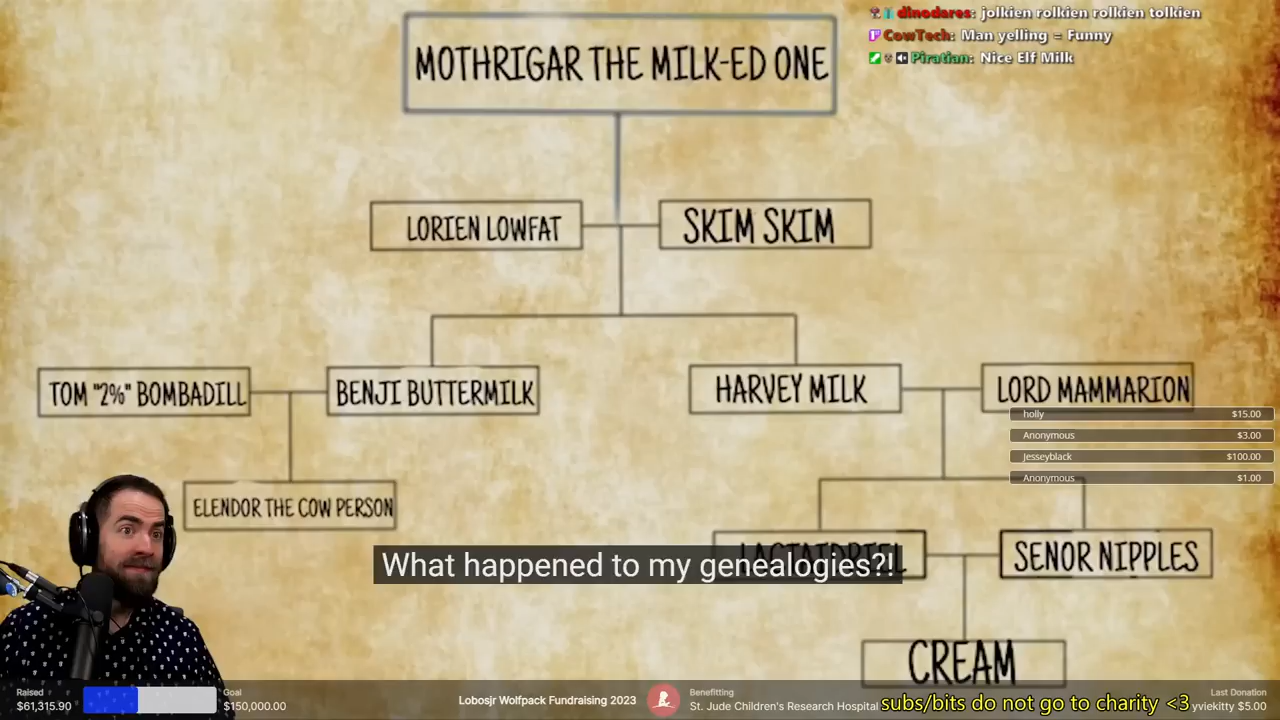 MOTHRIGAR THE MILK-ED ONE
dinodares: jolkien rolkien rolkien tolkien
CowTech: Man yelling = Funny
Piratian: Nice Elf Milk
LORIEN LOWFAT
SKIM SKIM
TOM "2%" BOMBADILL
BENJI BUTTERMILK
HARVEY MILK
LORD MAMMARION
holly $15.00
Anonymous $3.00
Jesseyblack $100.00
Anonymous $1.00
ELENDOR THE COW PERSON
LACTAIDRIEL
SENOR NIPPLES
What happened to my genealogies?!
CREAM
Raised
$61,315.90
Goal
$150,000.00
Lobosjr Wolfpack Fundraising 2023
Benefitting
St. Jude Children's Research Hospital
subs/bits do not go to charity <3
Last Donation
yviekitty $5.00